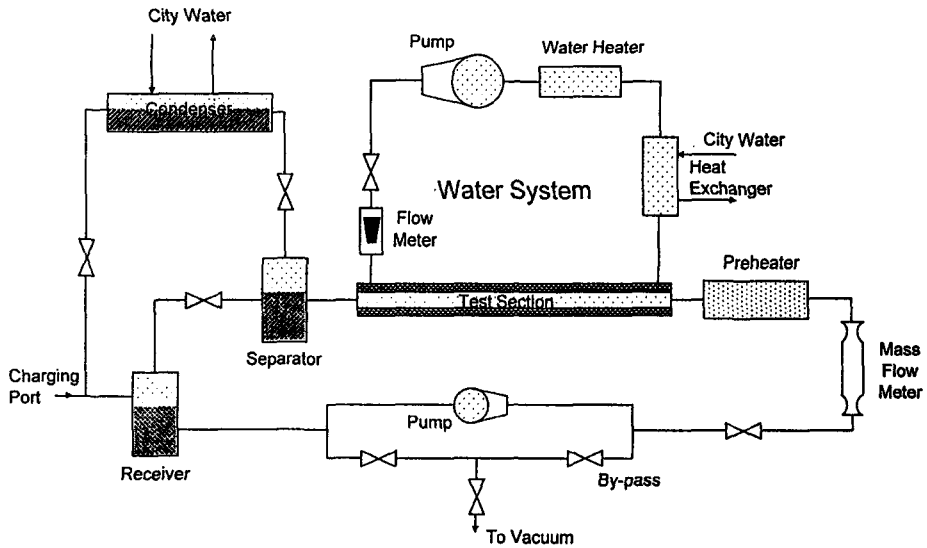 City Water
Condenser
Pump
Water Heater
City Water
Heat
Exchanger
Water System
Flow
Meter
Preheater
Test Section
Separator
Mass
Flow
Meter
Charging
Port
Pump
Receiver
By-pass
To Vacuum